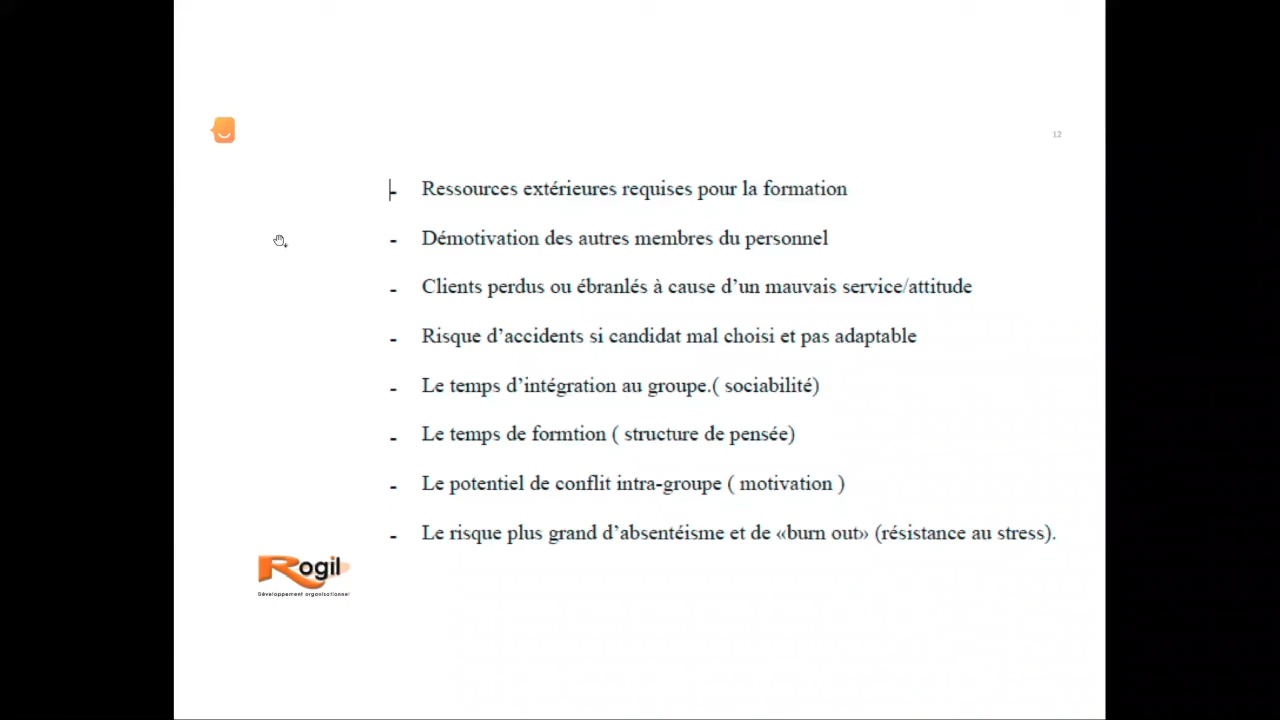 12
- Ressources extérieures requises pour la formation
- Démotivation des autres membres du personnel
- Clients perdus ou ébranlés à cause d’un mauvais service/attitude
- Risque d’accidents si candidat mal choisi et pas adaptable
- Le temps d’intégration au groupe.( sociabilité)
- Le temps de formtion ( structure de pensée)
- Le potentiel de conflit intra-groupe ( motivation )
- Le risque plus grand d’absentéisme et de «burn out» (résistance au stress).
Rogil
Développement organisationnel